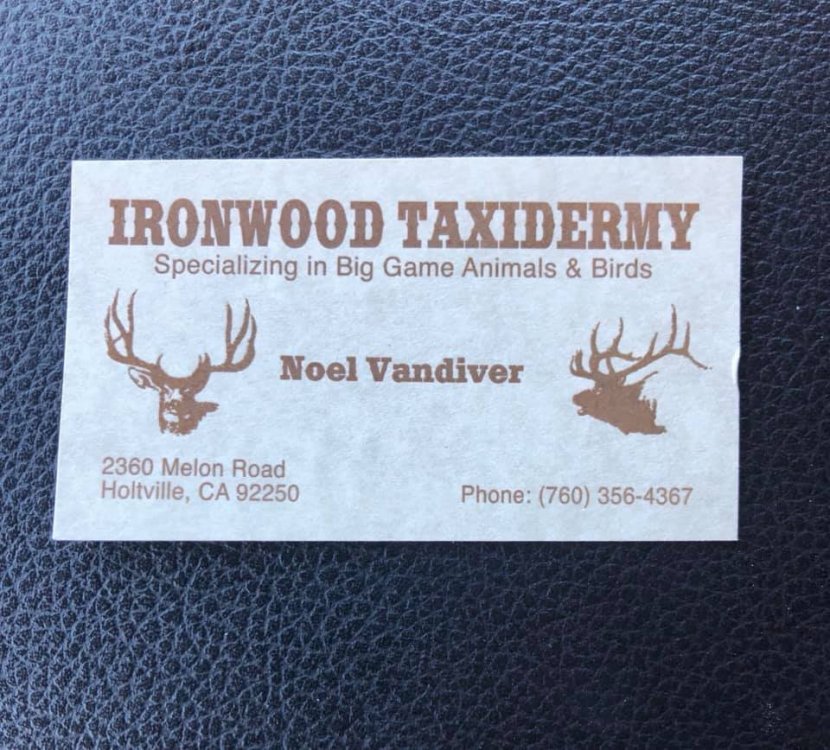 IRONWOOD TAXIDERMY
Specializing in Big Game Animals & Birds
Noel Vandiver
2360 Melon Road
Holtville, CA 92250
Phone: (760) 356-4367